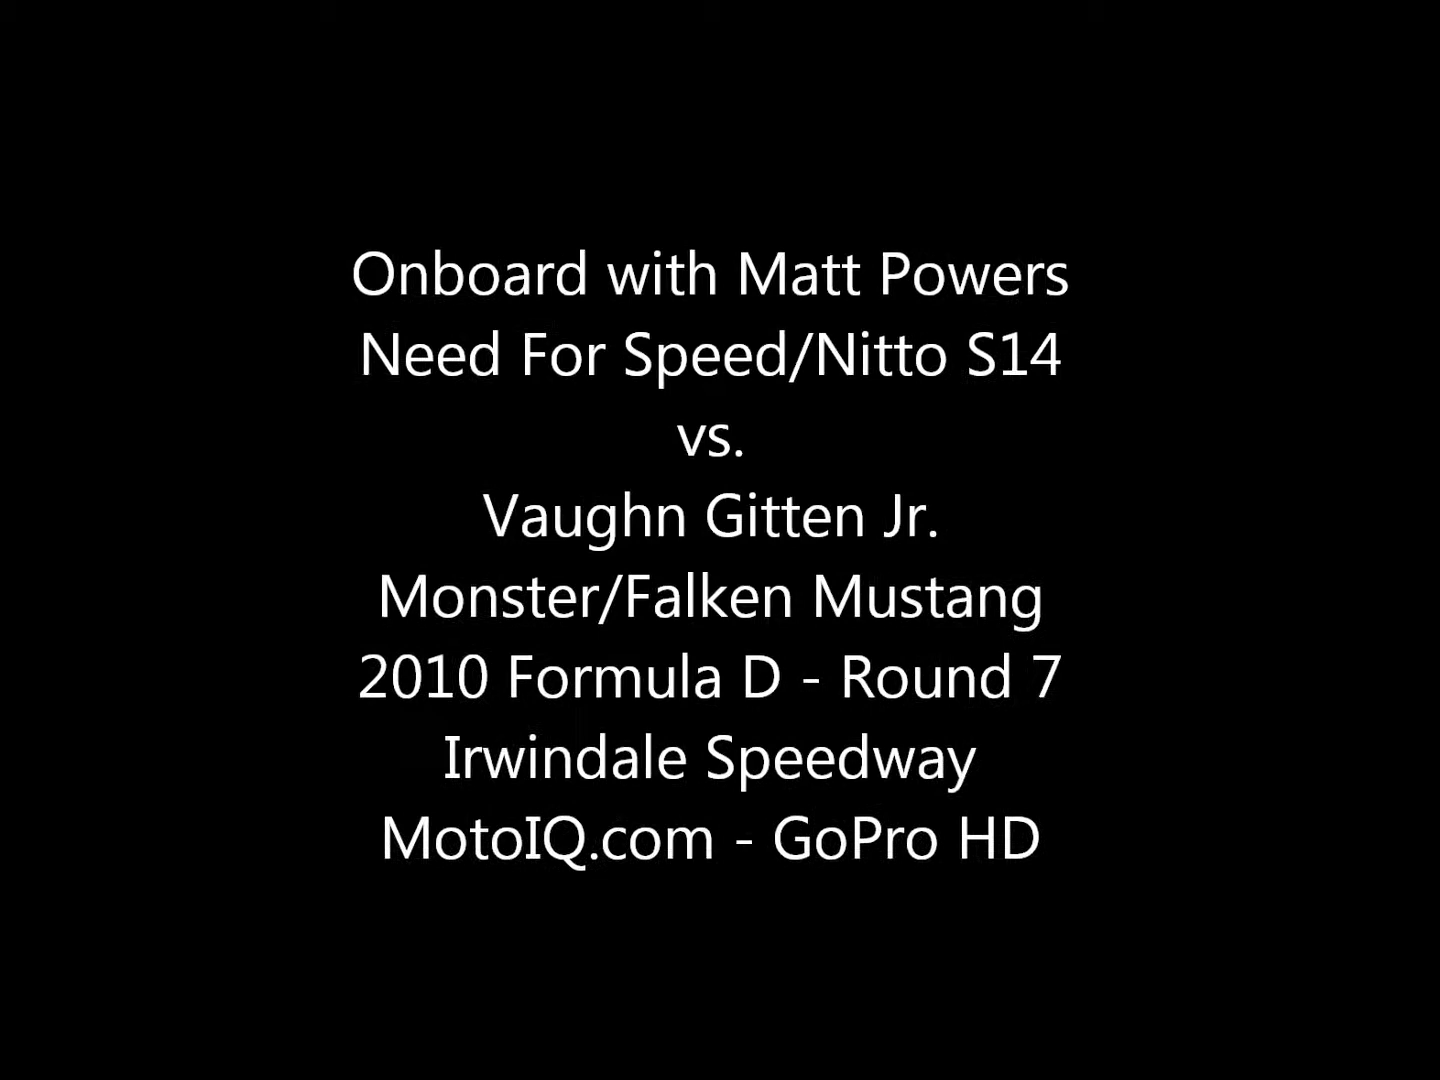 Onboard with Matt Powers
Need For Speed/Nitto S14
vs.
Vaughn Gitten Jr.
Monster/Falken Mustang
2010 Formula D - Round 7
Irwindale Speedway
MotoIQ.com - GoPro HD